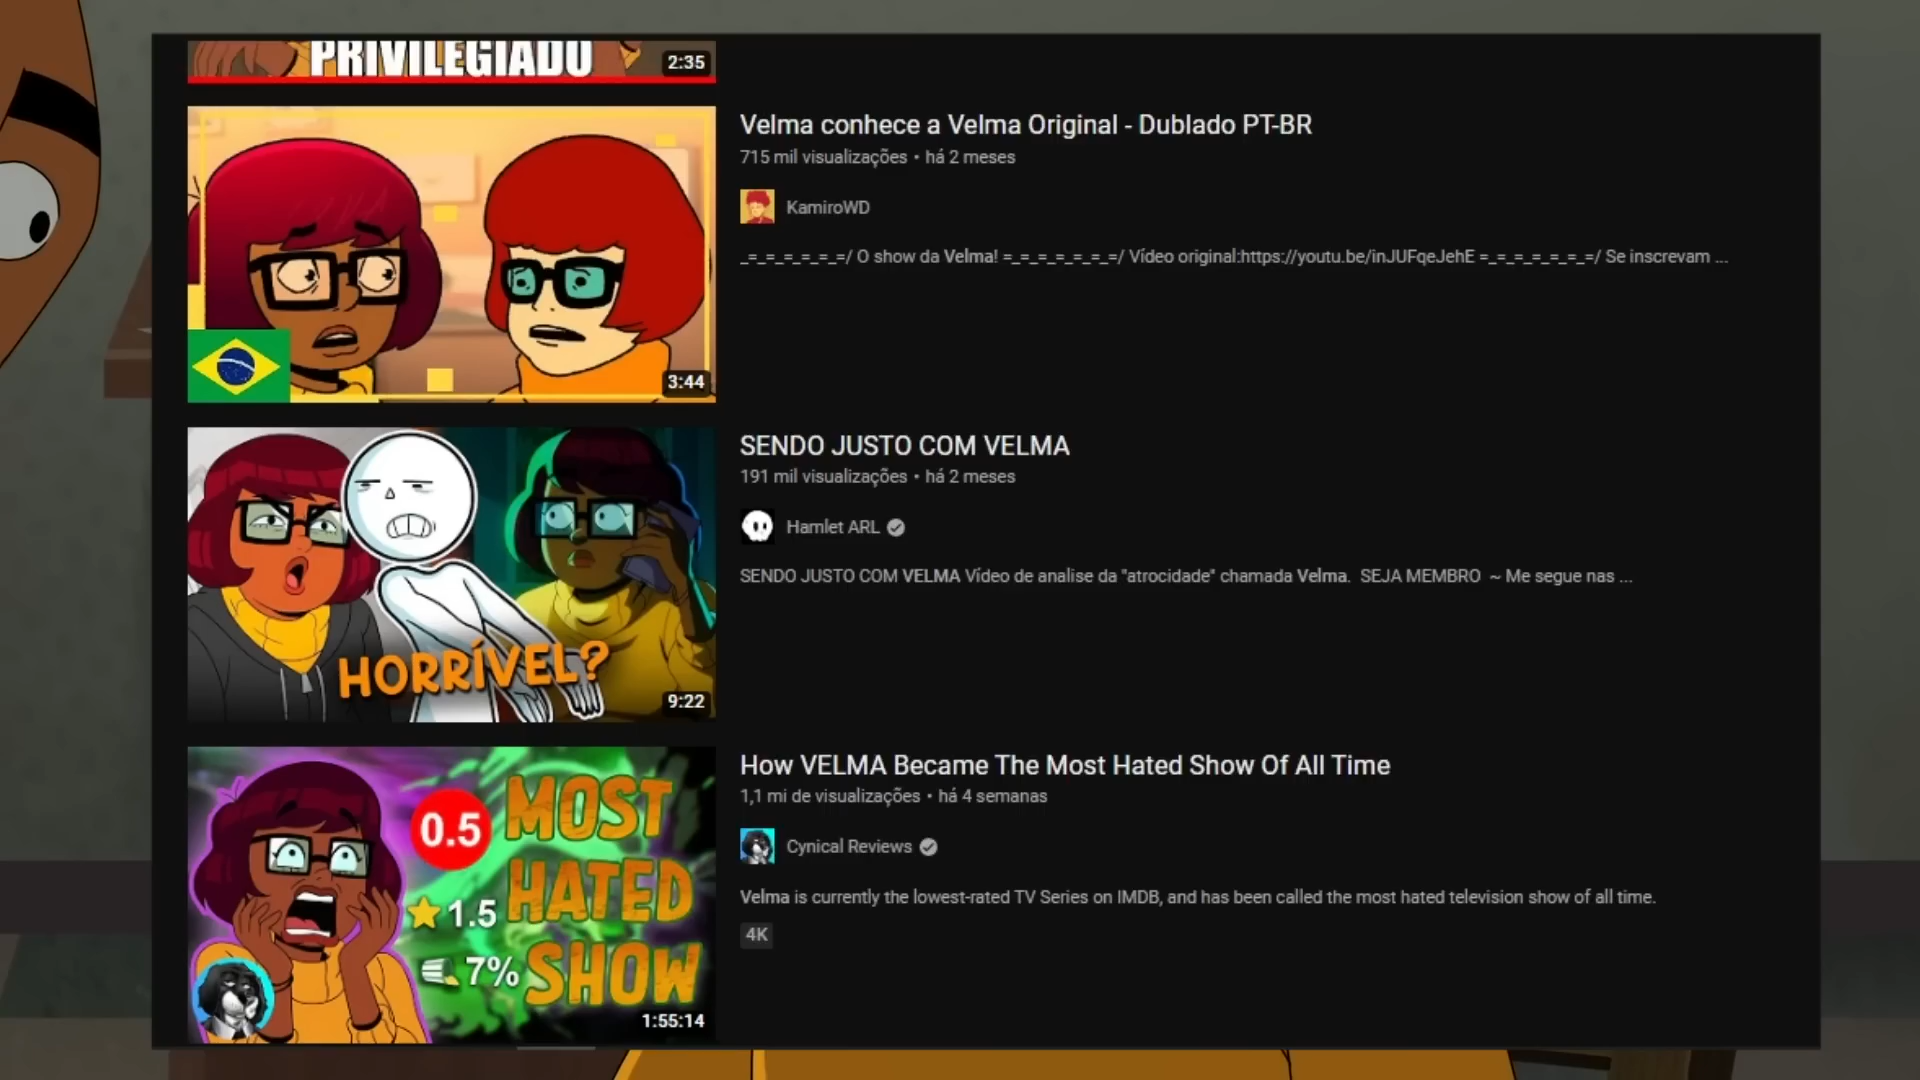 PRIVILEGIADO
2:35
Velma conhece a Velma Original - Dublado PT-BR
715 mil visualizações • há 2 meses
KamiroWD
_=_=_=_=_=_=_=/ O show da Velma! =_=_=_=_=_=_=_=/ Vídeo original:https://youtu.be/inJUFqeJehE =_=_=_=_=_=_=_=/ Se inscrevam ...
3:44
SENDO JUSTO COM VELMA
191 mil visualizações • há 2 meses
Hamlet ARL
SENDO JUSTO COM VELMA Vídeo de analise da "atrocidade" chamada Velma. SEJA MEMBRO ~ Me segue nas ...
HORRÍVEL?
9:22
How VELMA Became The Most Hated Show Of All Time
1,1 mi de visualizações • há 4 semanas
Cynical Reviews
Velma is currently the lowest-rated TV Series on IMDB, and has been called the most hated television show of all time.
4K
0.5
MOST
HATED
SHOW
1.5
7%
1:55:14